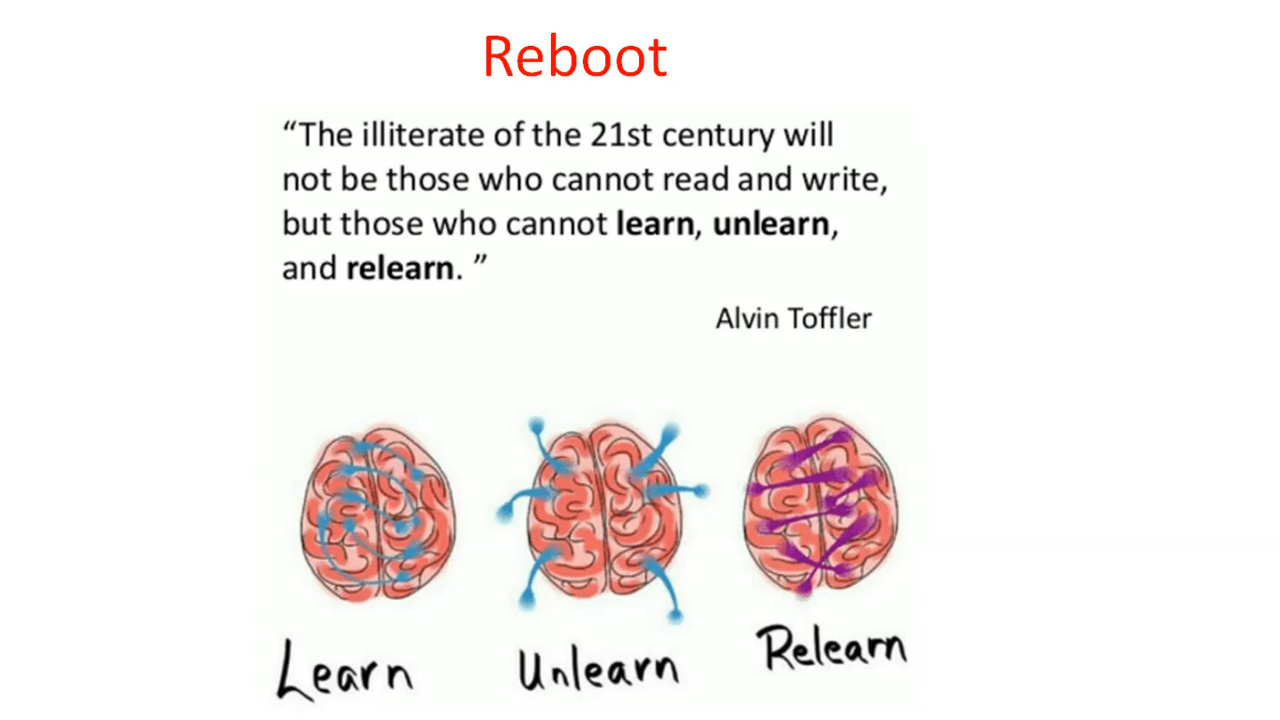 Reboot
“The illiterate of the 21st century will
not be those who cannot read and write,
but those who cannot learn, unlearn,
and relearn. ”
Alvin Toffler
Learn
Unlearn
Relearn